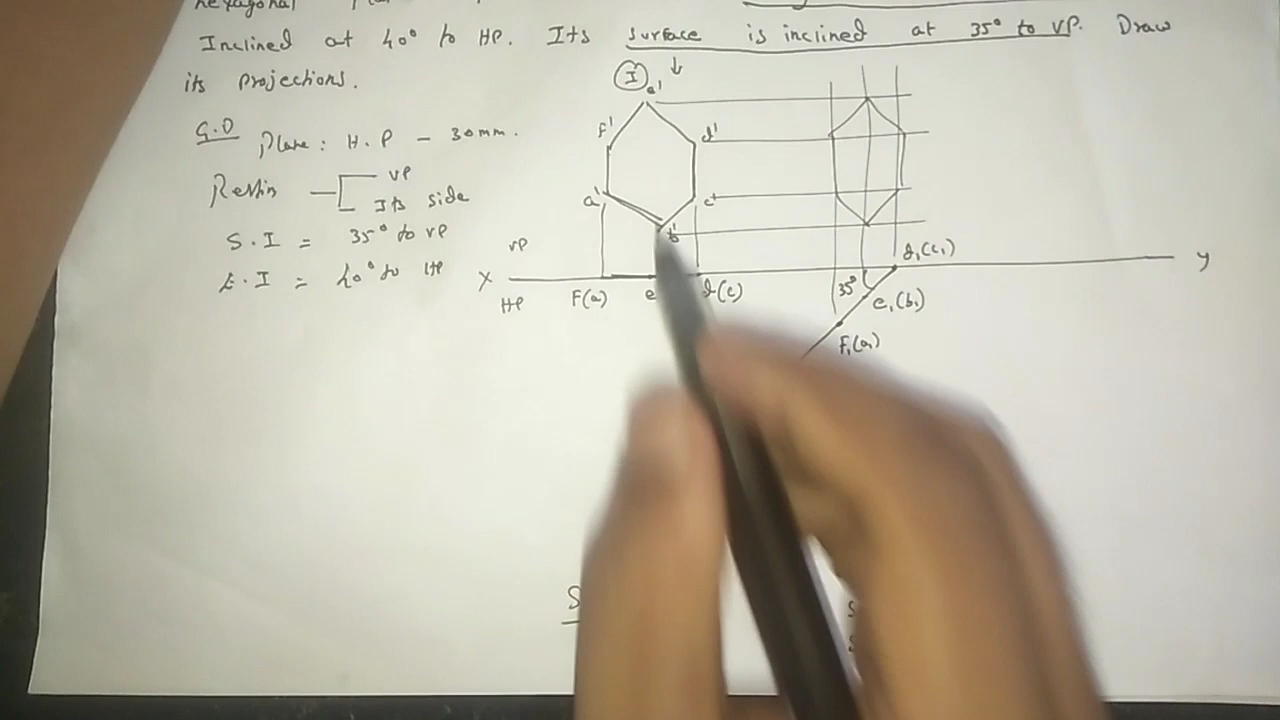 hexagonal
Inclined at 40° to HP. Its surface is inclined at 35° to VP. Draw
its projections.
G.D
Plane : H.P - 30mm.
VP
Its side
S.I = 35° to VP
E.I = 40° to HP
I
a'
f'
d'
a'
c'
b'
VP
X
HP
F(a)
e
d(c)
35°
d₁(c₁)
e₁(b₁)
F₁(a₁)
y
S
S
S